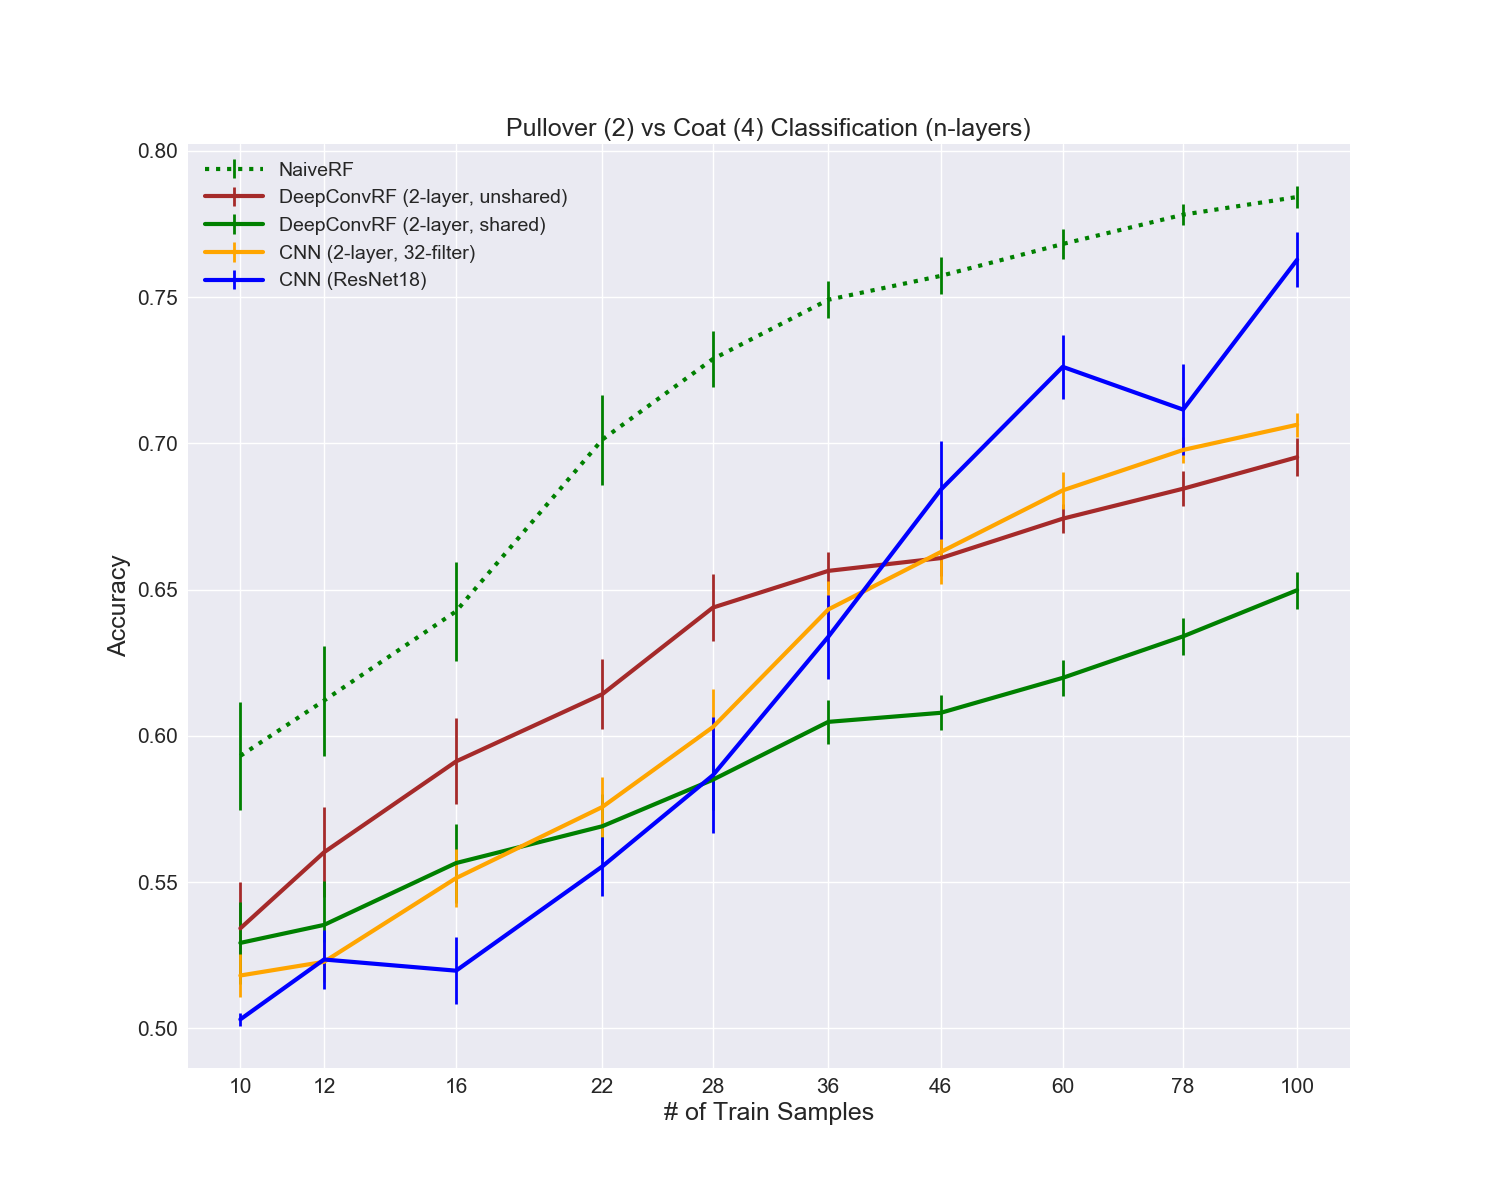 Pullover (2) vs Coat (4) Classification (n-layers)
0.80
0.75
0.70
0.65
0.60
0.55
0.50
Accuracy
NaiveRF
DeepConvRF (2-layer, unshared)
DeepConvRF (2-layer, shared)
CNN (2-layer, 32-filter)
CNN (ResNet18)
10 12 16 22 28 36 46 60 78 100
# of Train Samples